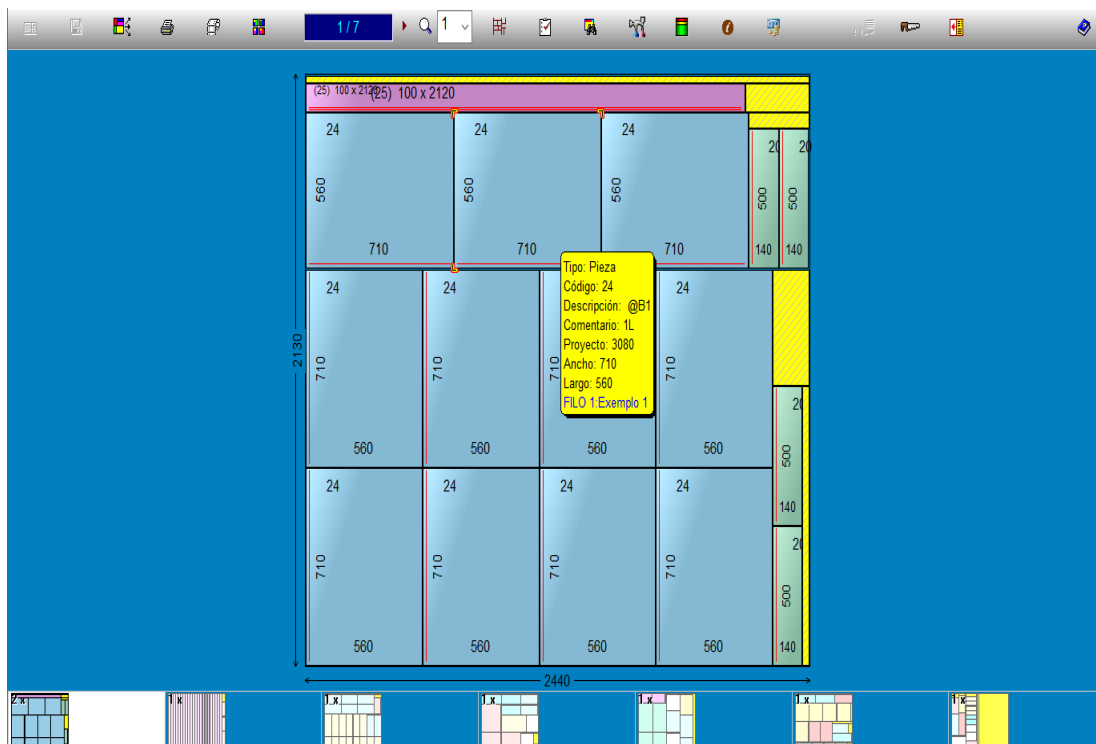 1/7
1
(25) 100 x 2120
(25) 100 x 2120
24
24
24
20
20
560
560
560
500
500
710
710
710
140
140
24
24
24
710
710
710
710
560
560
560
560
Tipo: Pieza
Código: 24
Descripción: @B1
Comentario: 1L
Proyecto: 3080
Ancho: 710
Largo: 560
FILO 1:Exemplo 1
20
500
140
2130
24
24
24
24
20
710
710
710
710
500
560
560
560
560
140
2440
2 x
1 x
1 x
1 x
1 x
1 x
1 x